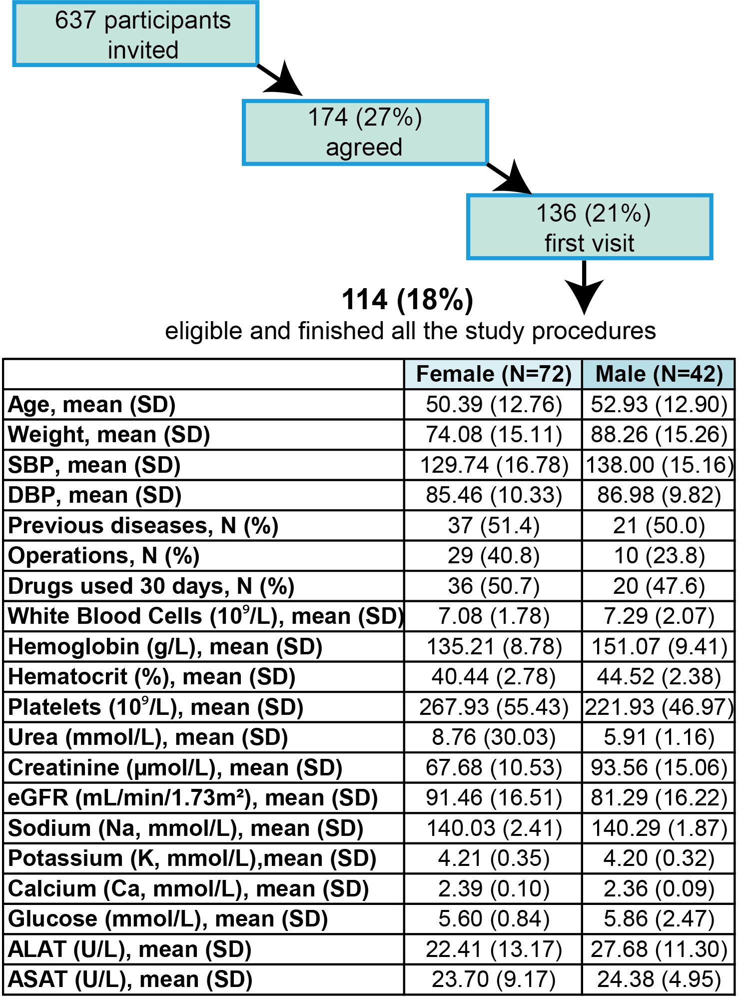 637 participants
invited
174 (27%)
agreed
136 (21%)
first visit
114 (18%)
eligible and finished all the study procedures
Female (N=72) Male (N=42)
Age, mean (SD) 50.39 (12.76) 52.93 (12.90)
Weight, mean (SD) 74.08 (15.11) 88.26 (15.26)
SBP, mean (SD) 129.74 (16.78) 138.00 (15.16)
DBP, mean (SD) 85.46 (10.33) 86.98 (9.82)
Previous diseases, N (%) 37 (51.4) 21 (50.0)
Operations, N (%) 29 (40.8) 10 (23.8)
Drugs used 30 days, N (%) 36 (50.7) 20 (47.6)
White Blood Cells (10⁹/L), mean (SD) 7.08 (1.78) 7.29 (2.07)
Hemoglobin (g/L), mean (SD) 135.21 (8.78) 151.07 (9.41)
Hematocrit (%), mean (SD) 40.44 (2.78) 44.52 (2.38)
Platelets (10⁹/L), mean (SD) 267.93 (55.43) 221.93 (46.97)
Urea (mmol/L), mean (SD) 8.76 (30.03) 5.91 (1.16)
Creatinine (µmol/L), mean (SD) 67.68 (10.53) 93.56 (15.06)
eGFR (mL/min/1.73m²), mean (SD) 91.46 (16.51) 81.29 (16.22)
Sodium (Na, mmol/L), mean (SD) 140.03 (2.41) 140.29 (1.87)
Potassium (K, mmol/L),mean (SD) 4.21 (0.35) 4.20 (0.32)
Calcium (Ca, mmol/L), mean (SD) 2.39 (0.10) 2.36 (0.09)
Glucose (mmol/L), mean (SD) 5.60 (0.84) 5.86 (2.47)
ALAT (U/L), mean (SD) 22.41 (13.17) 27.68 (11.30)
ASAT (U/L), mean (SD) 23.70 (9.17) 24.38 (4.95)